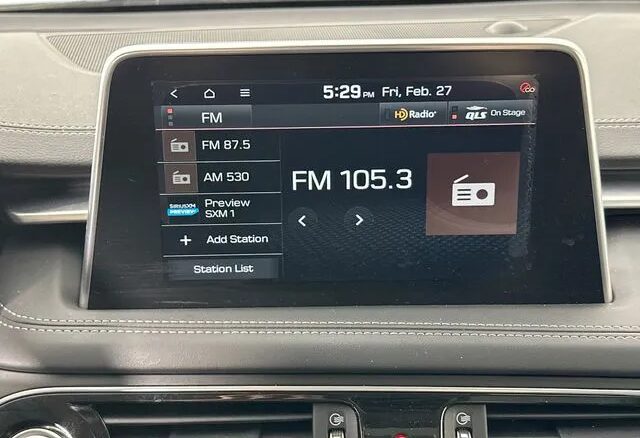 5:29 PM Fri, Feb. 27
FM
HD Radio
QLS On Stage
FM 87.5
AM 530
SIRIUSXM PREVIEW
Preview
SXM 1
+ Add Station
Station List
FM 105.3